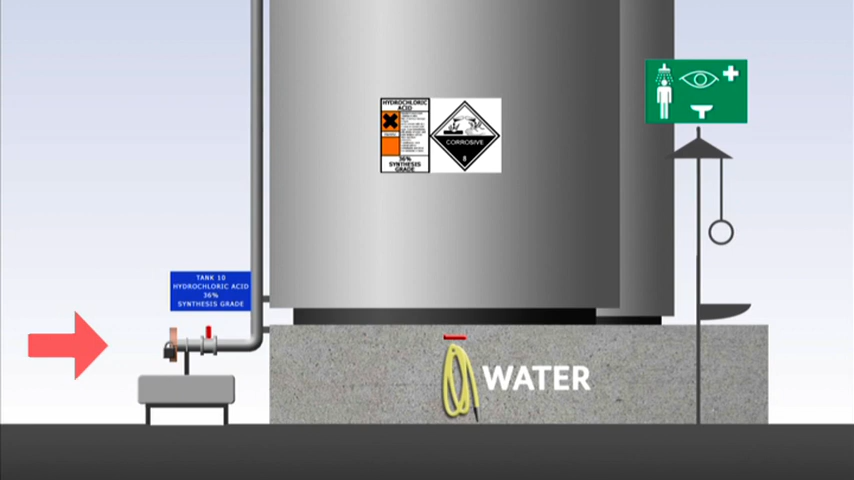 HYDROCHLORIC
ACID
36%
SYNTHESIS
GRADE
CORROSIVE
8
TANK 10
HYDROCHLORIC ACID
36%
SYNTHESIS GRADE
WATER